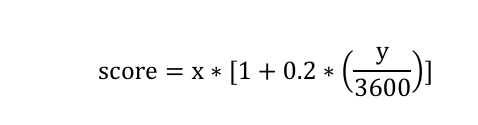 score = x * [1 + 0.2 * (y/3600)]